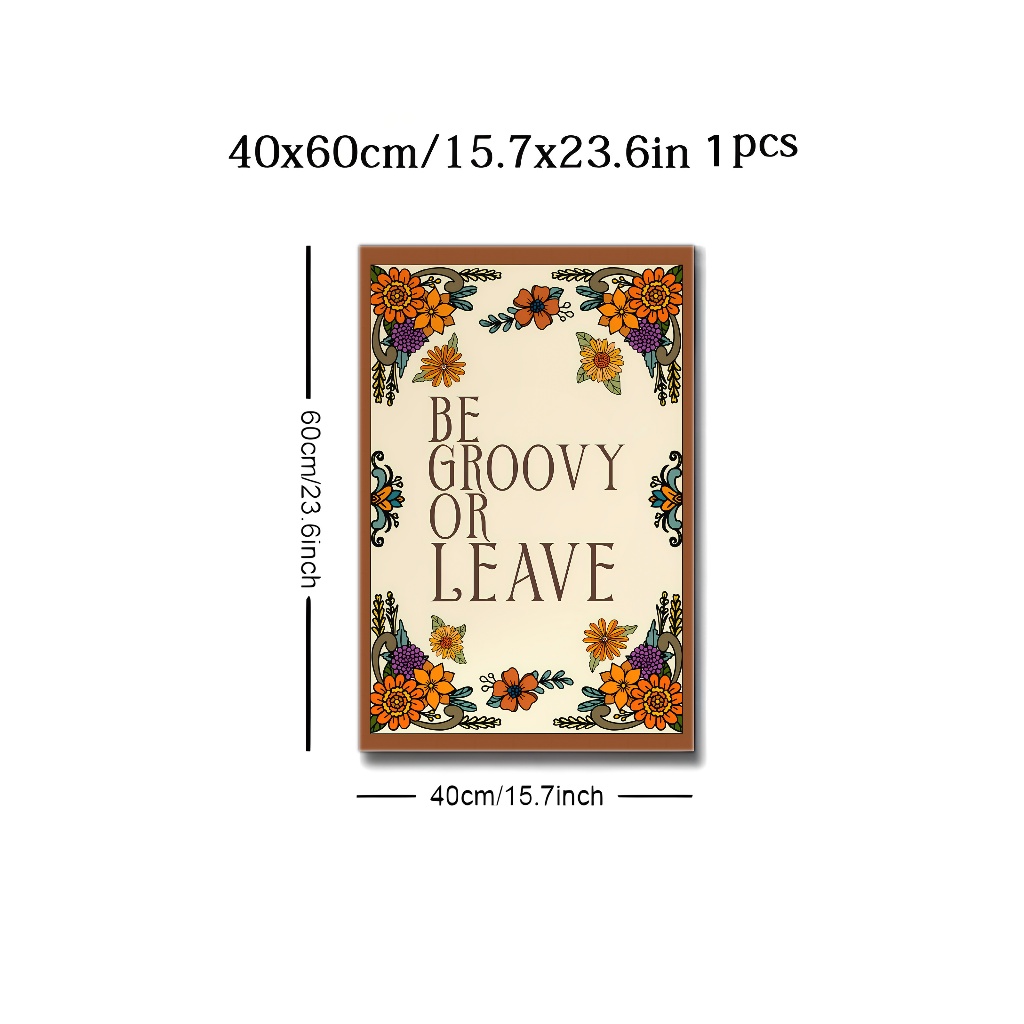 40x60cm/15.7x23.6in 1pcs
60cm/23.6inch
BE
GROOVY
OR
LEAVE
40cm/15.7inch